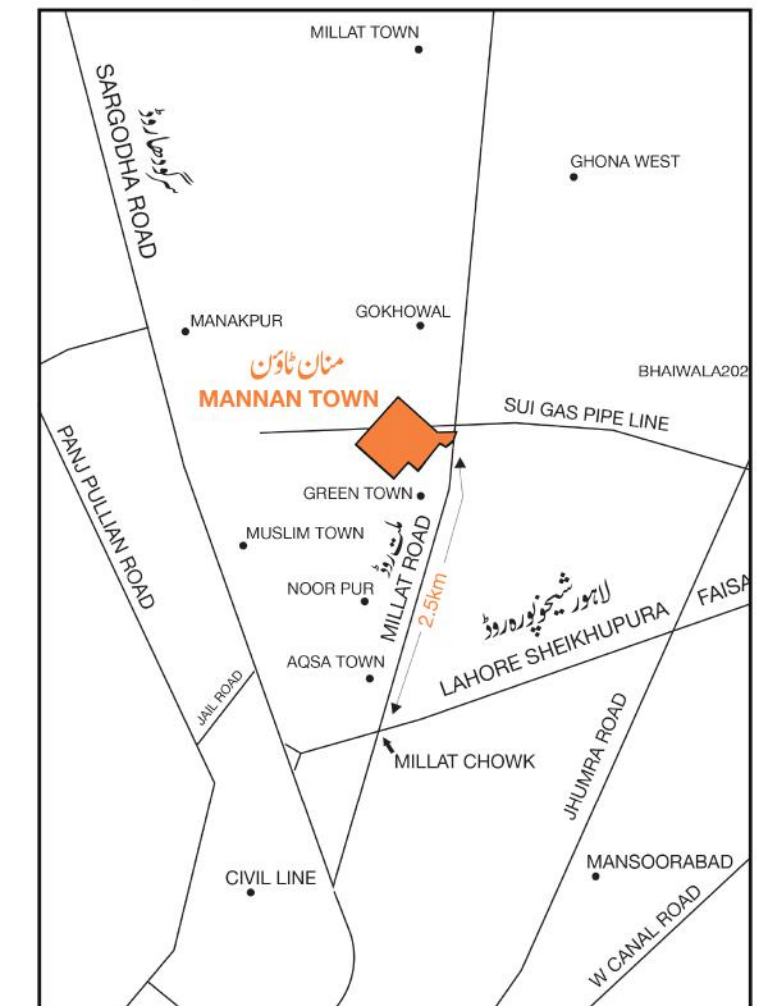 MILLAT TOWN
SARGODHA ROAD
سرگودھا روڈ
GHONA WEST
MANAKPUR
GOKHOWAL
منان ٹاؤن
MANNAN TOWN
BHAIWALA202
SUI GAS PIPE LINE
PANJ PULLIAN ROAD
GREEN TOWN
MUSLIM TOWN
ملت روڈ
MILLAT ROAD
NOOR PUR
2.5km
لاہور شیخوپورہ روڈ
LAHORE SHEIKHUPURA
FAISA
AQSA TOWN
JAIL ROAD
MILLAT CHOWK
JHUMRA ROAD
MANSOORABAD
CIVIL LINE
W CANAL ROAD